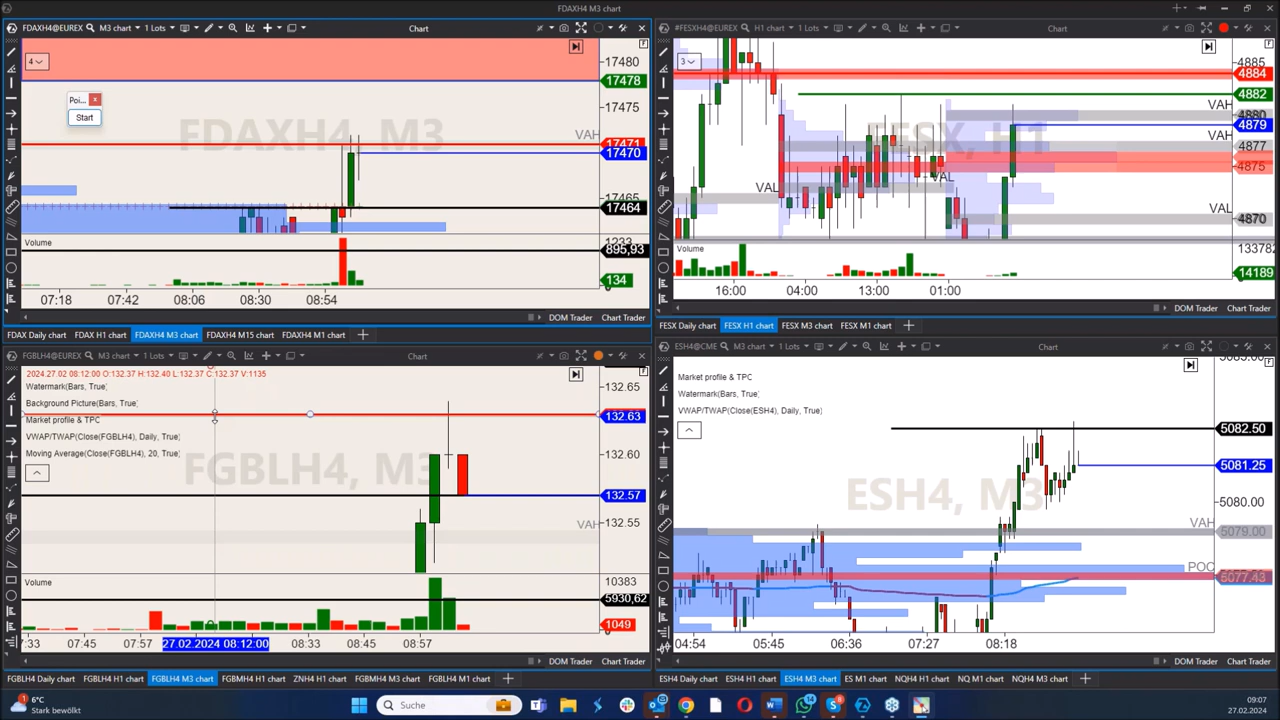 FDAXH4 M3 chart
FDAXH4@EUREX M3 chart 1 Lots Chart
4
Poi...
Start
FDAXH4, M3
17480
17478
17475
VAH
17471
17470
17465
17464
Volume
1233
895,93
134
07:18 07:42 08:06 08:30 08:54
DOM Trader Chart Trader
FDAX Daily chart FDAX H1 chart FDAXH4 M3 chart FDAXH4 M15 chart FDAXH4 M1 chart
#FESXH4@EUREX H1 chart 1 Lots Chart
3
FESX, H1
4885
4884
4882
VAH
4880
4879
VAH
4877
4875
VAL
VAL
VAL
4870
Volume
13378
14189
16:00 04:00 13:00 01:00
DOM Trader Chart Trader
FESX Daily chart FESX H1 chart FESX M3 chart FESX M1 chart
FGBLH4@EUREX M3 chart 1 Lots Chart
2024.27.02 08:12:00 O:132.37 H:132.40 L:132.37 C:132.37 V:1135
Watermark(Bars, True)
Background Picture(Bars, True)
Market profile & TPC
VWAP/TWAP(Close(FGBLH4), Daily, True)
Moving Average(Close(FGBLH4), 20, True)
FGBLH4, M3
132.65
132.63
132.60
132.57
132.55
VAH
Volume
10383
5930,62
1049
7:33 07:45 07:57 27.02.2024 08:12:00 08:33 08:45 08:57
DOM Trader Chart Trader
FGBLH4 Daily chart FGBLH4 H1 chart FGBLH4 M3 chart FGBMH4 H1 chart ZNH4 H1 chart FGBMH4 M3 chart FGBLH4 M1 chart
ESH4@CME M3 chart 1 Lots Chart
Market profile & TPC
Watermark(Bars, True)
VWAP/TWAP(Close(ESH4), Daily, True)
ESH4, M3
5082.50
5081.25
5080.00
VAH
5079.00
POC
5077.43
04:54 05:45 06:36 07:27 08:18
DOM Trader Chart Trader
ESH4 Daily chart ESH4 H1 chart ESH4 M3 chart ES M1 chart NQH4 H1 chart NQ M1 chart NQH4 M3 chart
6°C
Stark bewölkt
Suche
09:07
27.02.2024